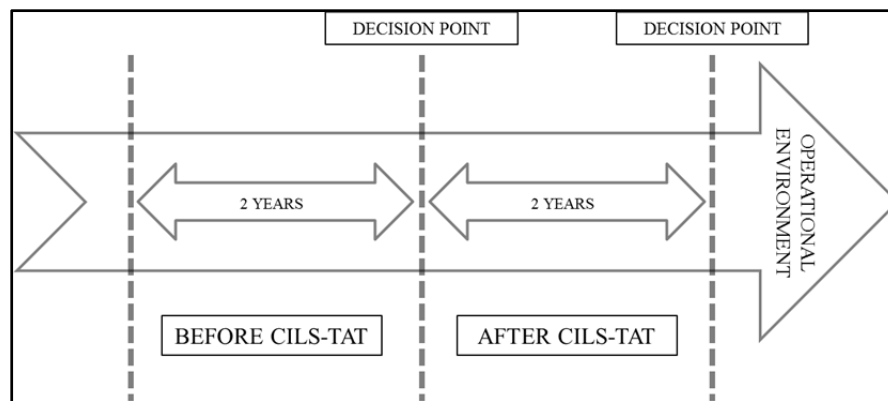 DECISION POINT
DECISION POINT
2 YEARS
2 YEARS
OPERATIONAL
ENVIRONMENT
BEFORE CILS-TAT
AFTER CILS-TAT